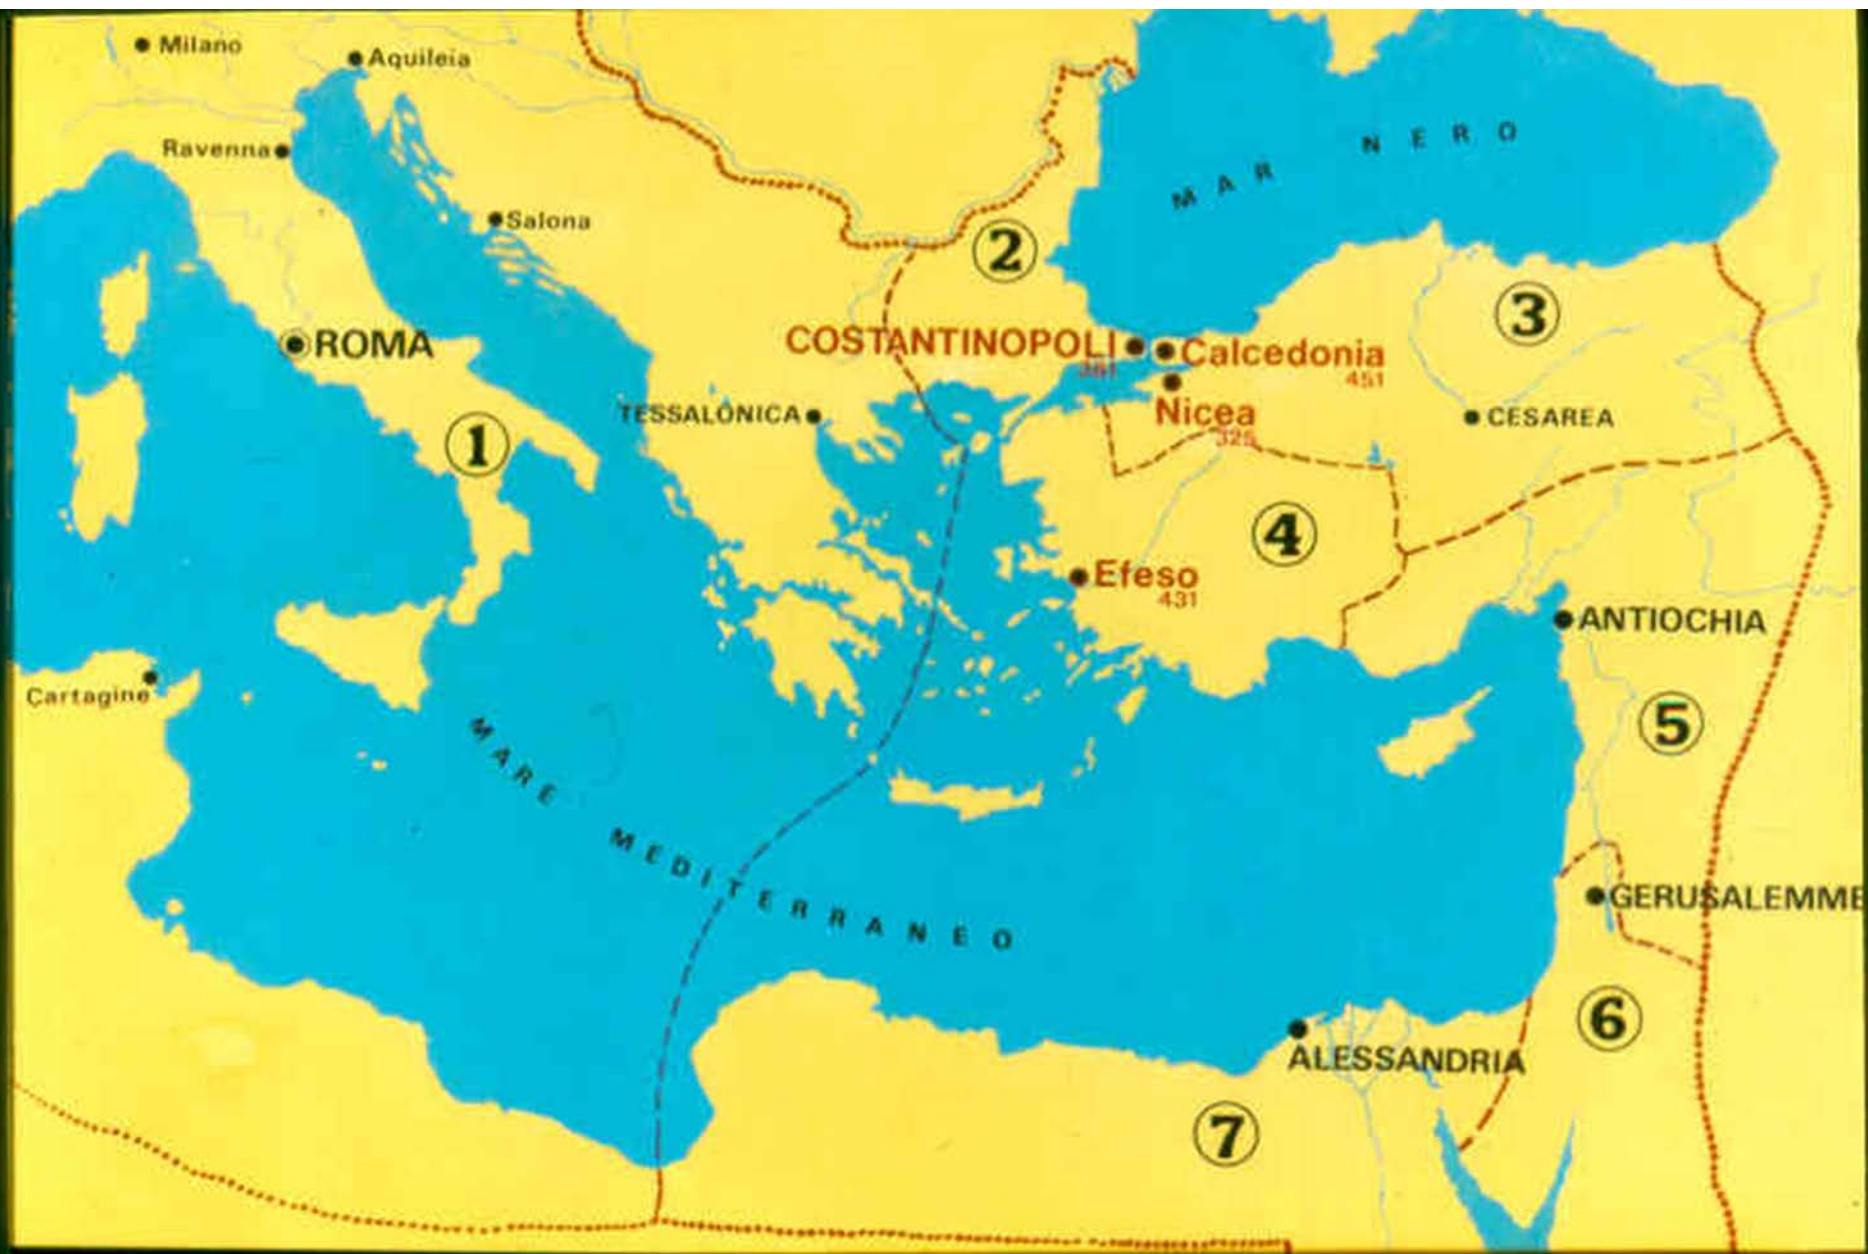 Milano
Aquileia
Ravenna
Salona
MAR NERO
2
3
ROMA
COSTANTINOPOLI
381
Calcedonia
451
Nicea
325
TESSALONICA
CESAREA
1
4
Efeso
431
ANTIOCHIA
Cartagine
5
MARE MEDITERRANEO
GERUSALEMME
6
ALESSANDRIA
7